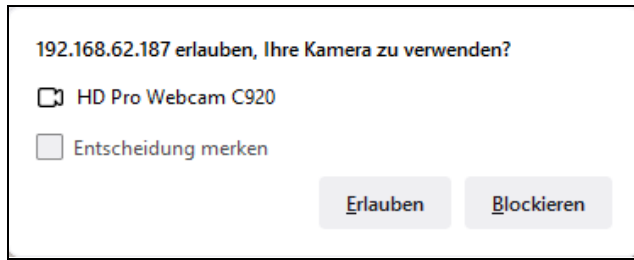 192.168.62.187 erlauben, Ihre Kamera zu verwenden?
HD Pro Webcam C920
Entscheidung merken
Erlauben Blockieren